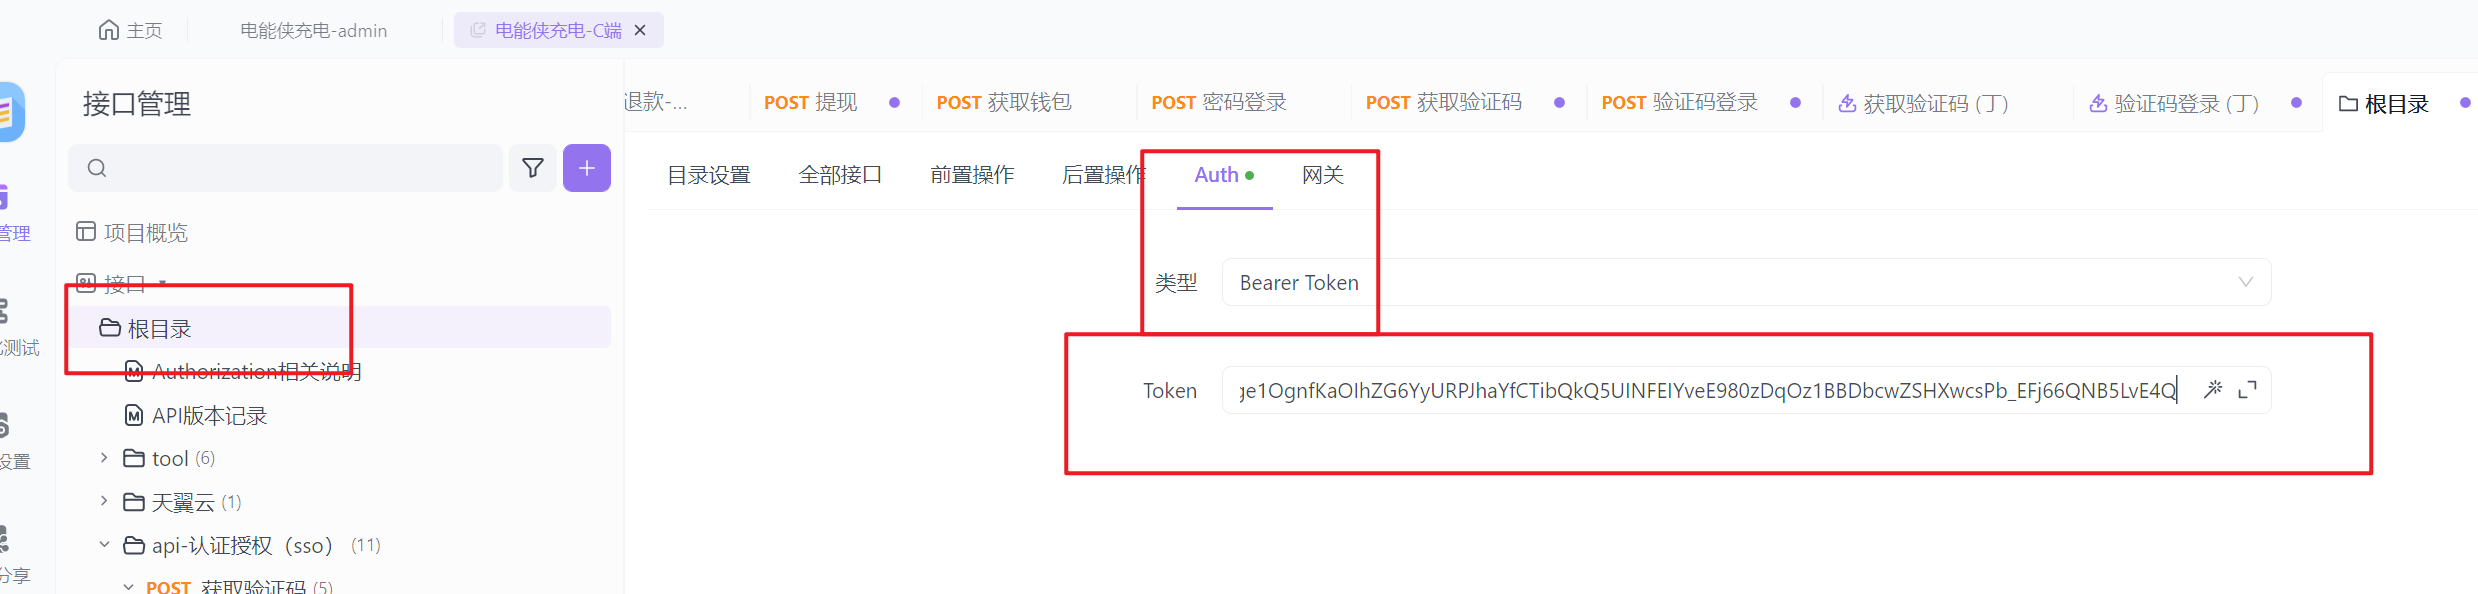 主页
电能侠充电-admin
电能侠充电-C端
接口管理
退款-...
POST 提现
POST 获取钱包
POST 密码登录
POST 获取验证码
POST 验证码登录
获取验证码 (丁)
验证码登录 (丁)
根目录
目录设置
全部接口
前置操作
后置操作
Auth
网关
管理
项目概览
接口
类型
Bearer Token
根目录
测试
Authorization相关说明
Token
ge1OgnfKaOIhZG6YyURPJhaYfCTibQkQ5UINFEIYveE980zDqOz1BBDbcwZSHXwcsPb_EFj66QNB5LvE4Q
API版本记录
设置
tool (6)
天翼云 (1)
api-认证授权（sso） (11)
分享
POST 获取验证码 (5)